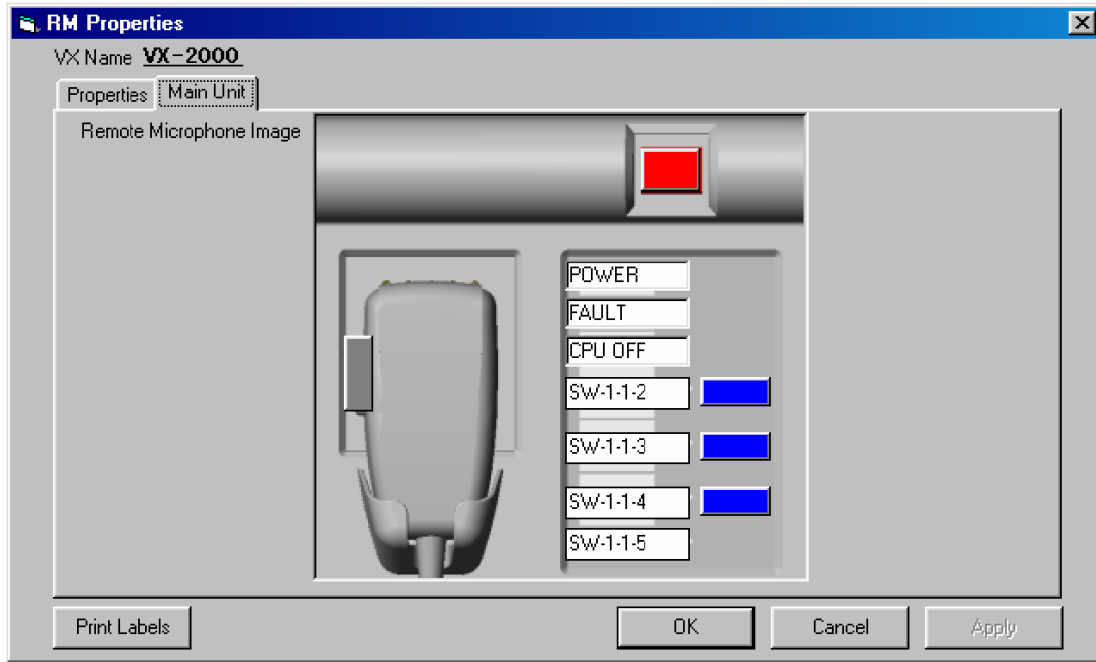 RM Properties
VX Name VX-2000
Properties Main Unit
Remote Microphone Image
POWER
FAULT
CPU OFF
SW-1-1-2
SW-1-1-3
SW-1-1-4
SW-1-1-5
Print Labels OK Cancel Apply